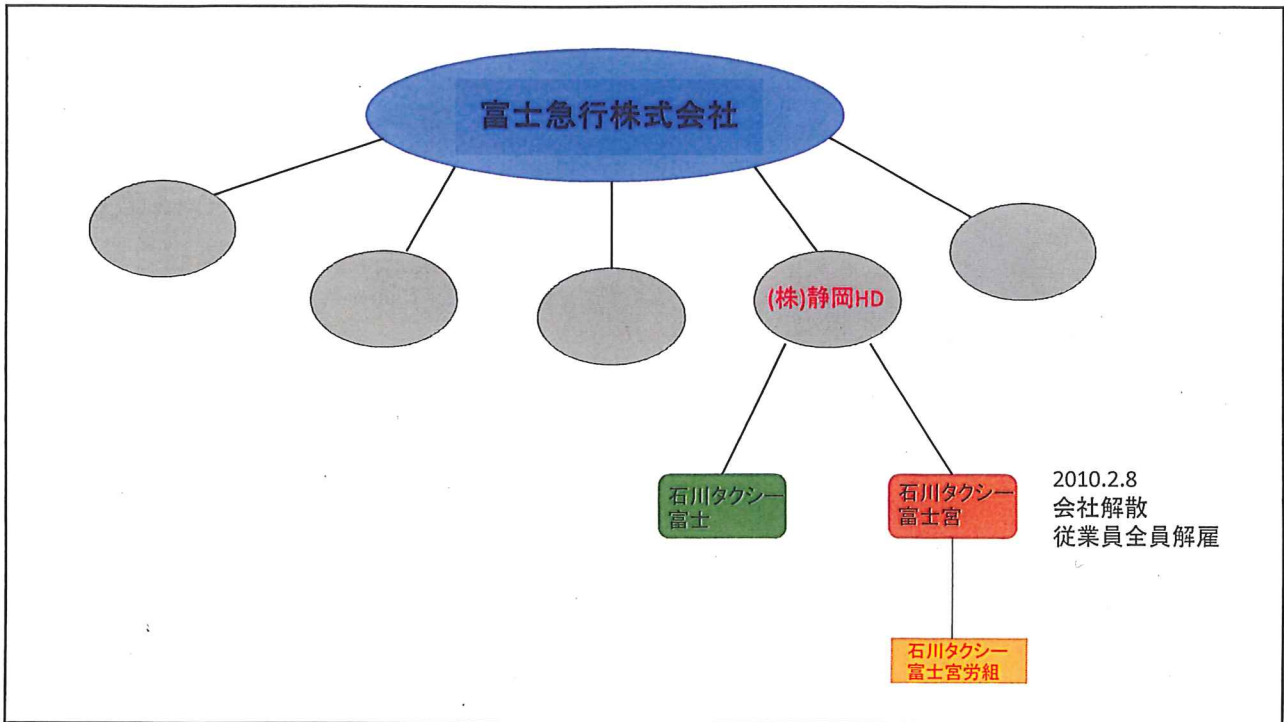 富士急行株式会社
(株)静岡HD
石川タクシー
富士
石川タクシー
富士宮
2010.2.8
会社解散
従業員全員解雇
石川タクシー
富士宮労組